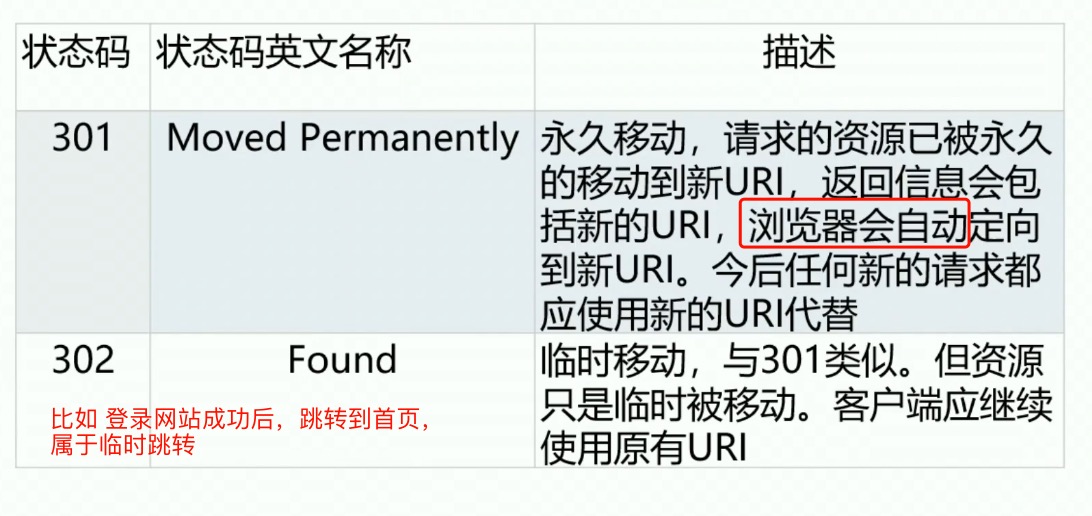 状态码 状态码英文名称 描述
301 Moved Permanently 永久移动，请求的资源已被永久
的移动到新URI，返回信息会包
括新的URI，浏览器会自动定向
到新URI。今后任何新的请求都
应使用新的URI代替
302 Found 临时移动，与301类似。但资源
只是临时被移动。客户端应继续
使用原有URI
比如 登录网站成功后，跳转到首页，
属于临时跳转